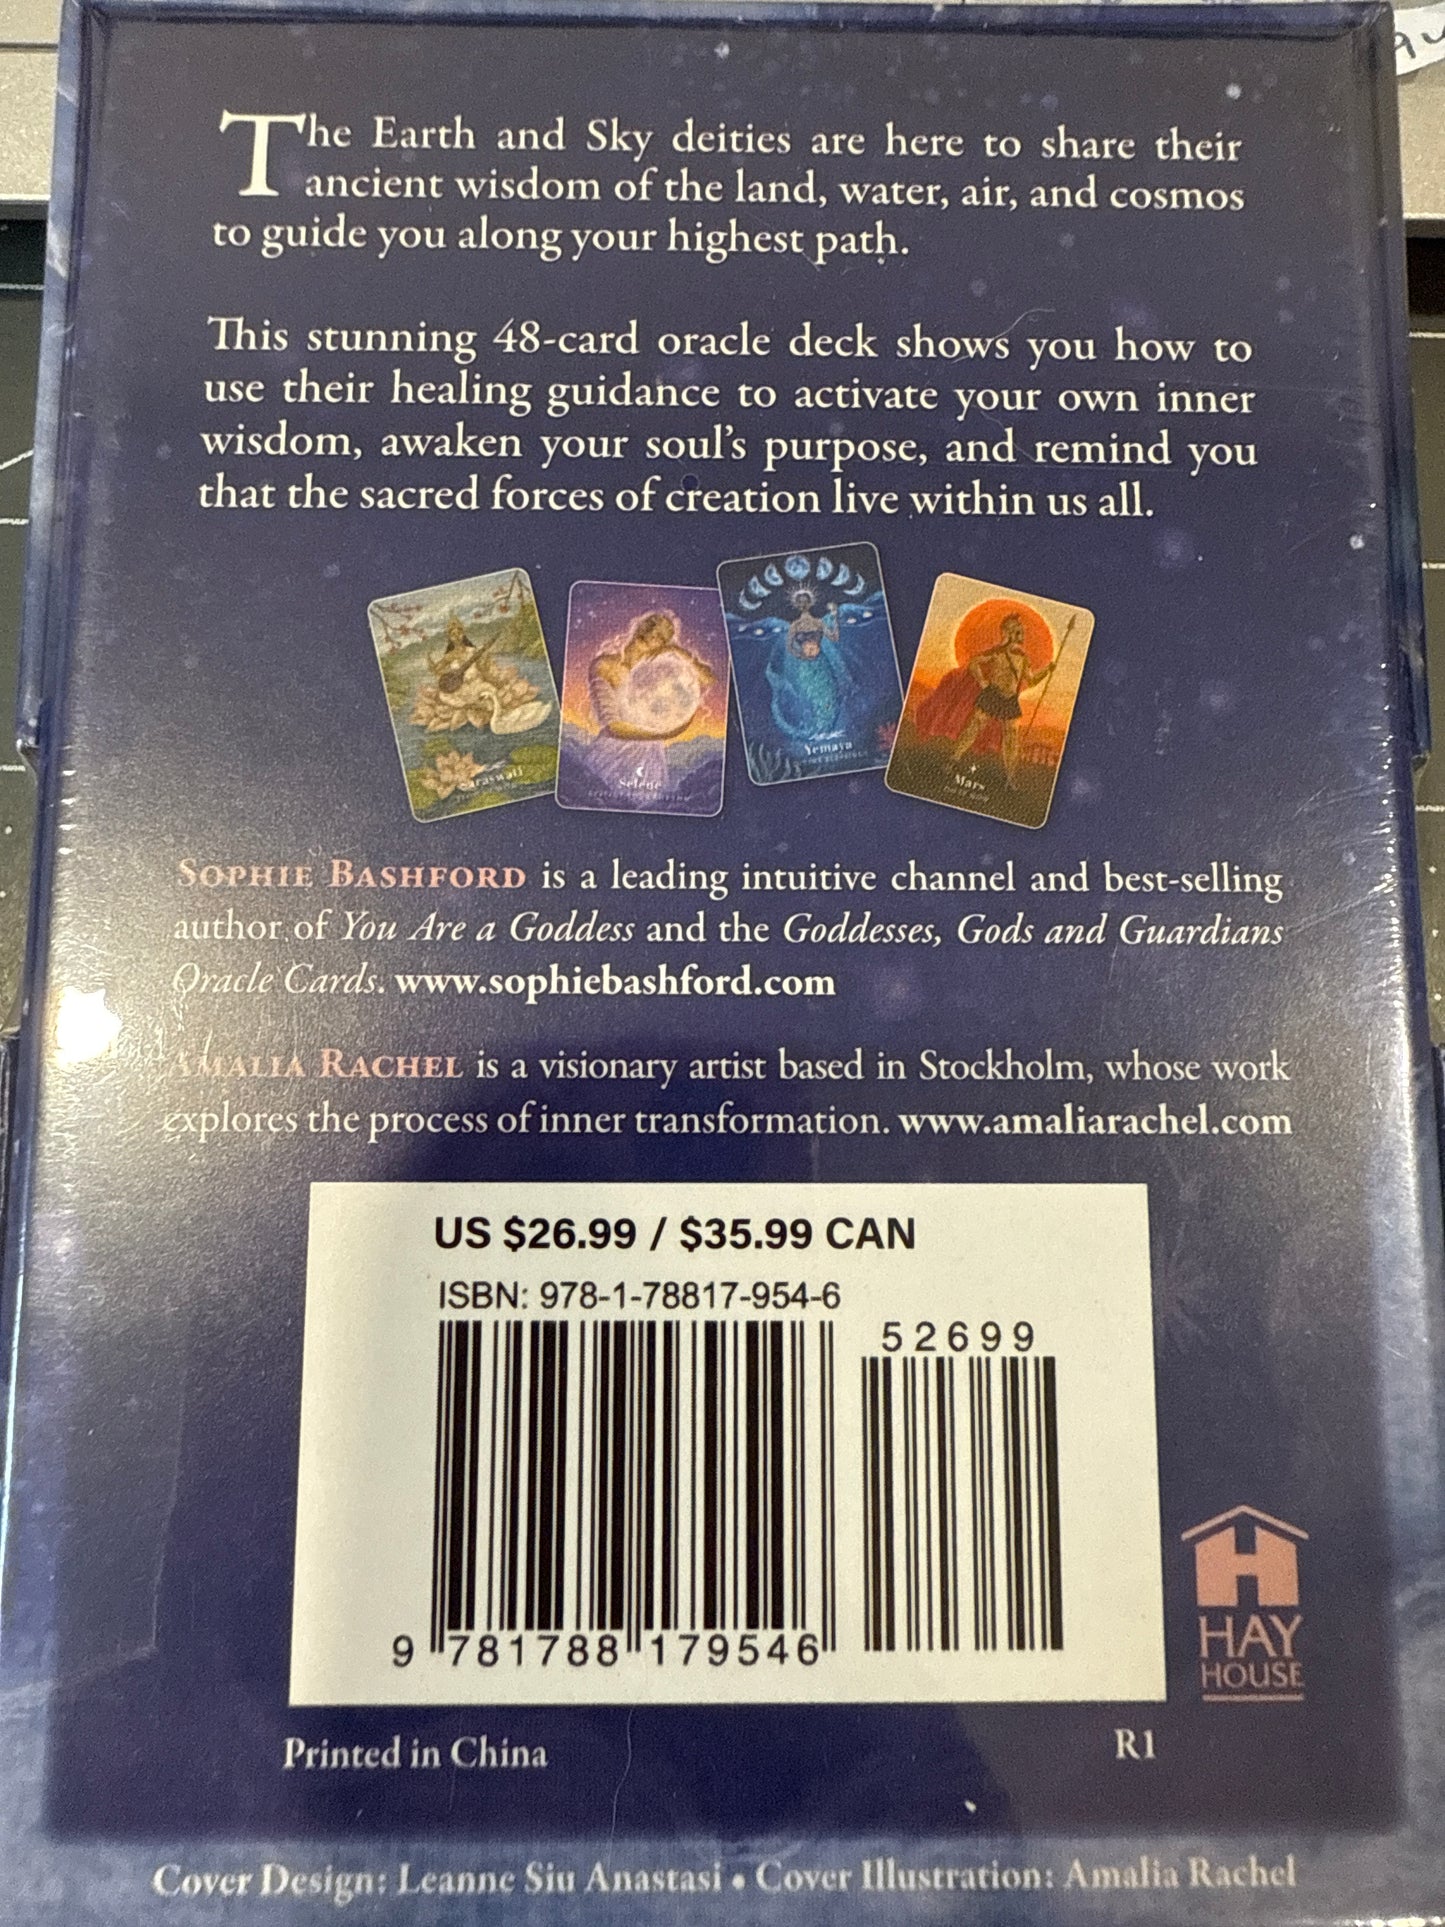 The Earth and Sky deities are here to share their
ancient wisdom of the land, water, air, and cosmos
to guide you along your highest path.
This stunning 48-card oracle deck shows you how to
use their healing guidance to activate your own inner
wisdom, awaken your soul's purpose, and remind you
that the sacred forces of creation live within us all.
Saraswati
Selene
Yemaya
Mars
SOPHIE BASHFORD is a leading intuitive channel and best-selling
author of You Are a Goddess and the Goddesses, Gods and Guardians
Oracle Cards. www.sophiebashford.com
AMALIA RACHEL is a visionary artist based in Stockholm, whose work
explores the process of inner transformation. www.amaliarachel.com
US $26.99 / $35.99 CAN
ISBN: 978-1-78817-954-6
52699
9 781788 179546
HAY
HOUSE
Printed in China
R1
Cover Design: Leanne Siu Anastasi • Cover Illustration: Amalia Rachel